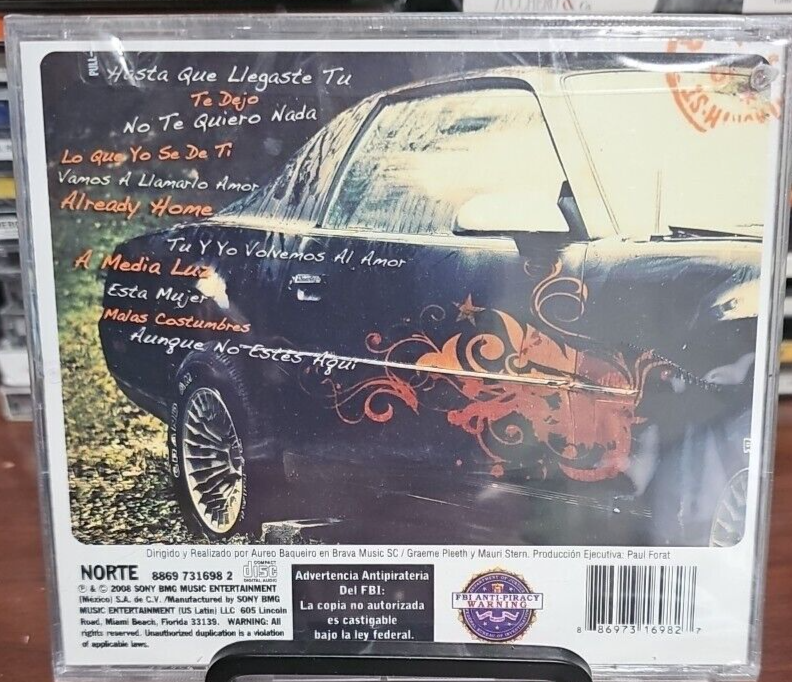 PULL
Hasta Que Llegaste Tu
Te Dejo
No Te Quiero Nada
Lo Que Yo Se De Ti
Vamos A Llamarlo Amor
Already Home
Tu Y Yo Volvemos Al Amor
A Media Luz
Esta Mujer
Malas Costumbres
Aunque No Estes Aqui
Dirigido y Realizado por Aureo Baqueiro en Brava Music SC / Graeme Pleeth y Mauri Stern. Producción Ejecutiva: Paul Forat
NORTE 8869 731698 2
COMPACT disc DIGITAL AUDIO
℗ & © 2008 SONY BMG MUSIC ENTERTAINMENT
(México) S.A. de C.V. /Manufactured by SONY BMG
MUSIC ENTERTAINMENT (US Latin) LLC 605 Lincoln
Road, Miami Beach, Florida 33139. WARNING: All
rights reserved. Unauthorized duplication is a violation
of applicable laws.
Advertencia Antipirateria
Del FBI:
La copia no autorizada
es castigable
bajo la ley federal.
FBI ANTI-PIRACY
WARNING
8 86973 16982 7